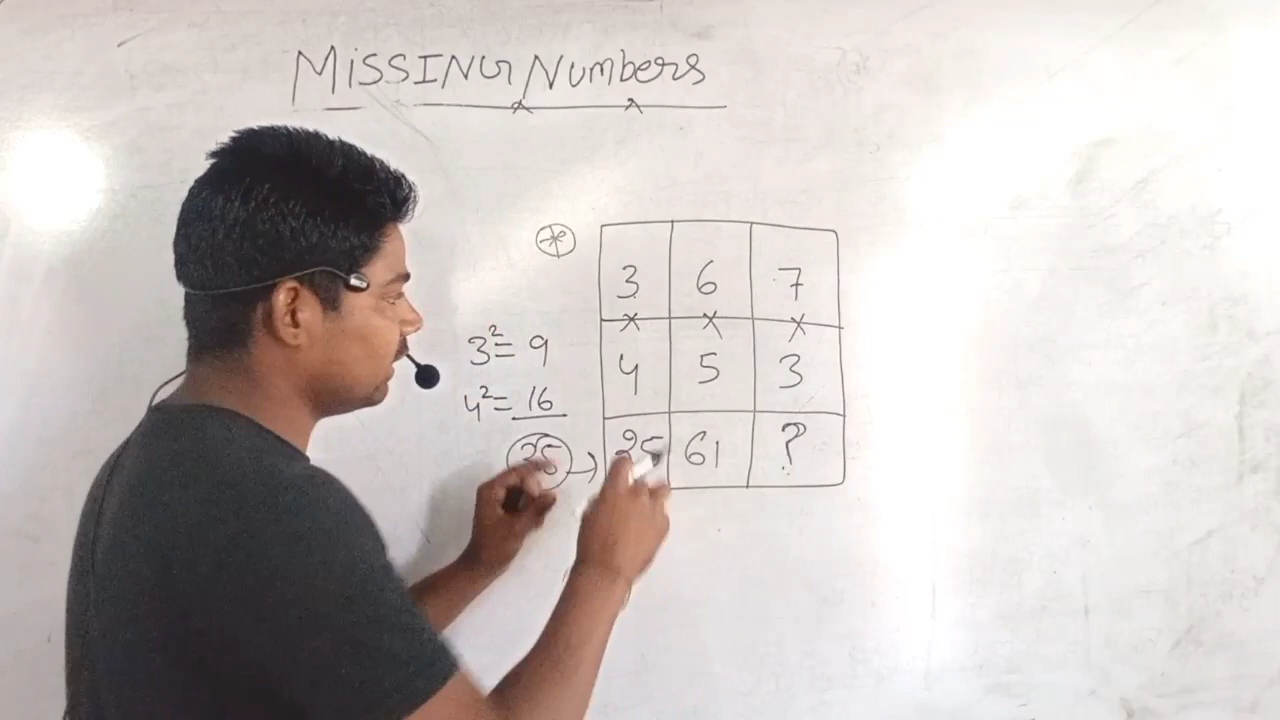 MISSING Numbers
3 6 7
× × ×
3² = 9
4 5 3
4² = 16
25 → 25 61 ?